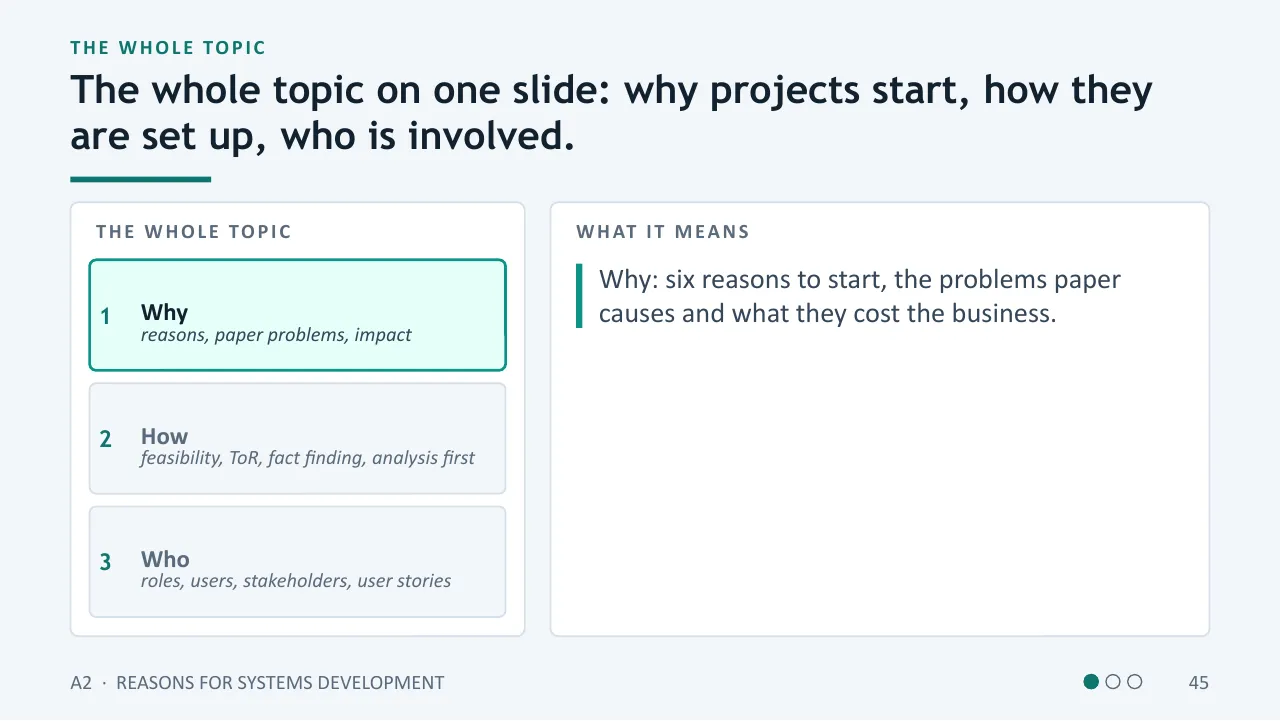 THE WHOLE TOPIC
The whole topic on one slide: why projects start, how they
are set up, who is involved.
THE WHOLE TOPIC
1
Why
reasons, paper problems, impact
2
How
feasibility, ToR, fact finding, analysis first
3
Who
roles, users, stakeholders, user stories
WHAT IT MEANS
Why: six reasons to start, the problems paper
causes and what they cost the business.
A2 · REASONS FOR SYSTEMS DEVELOPMENT
45